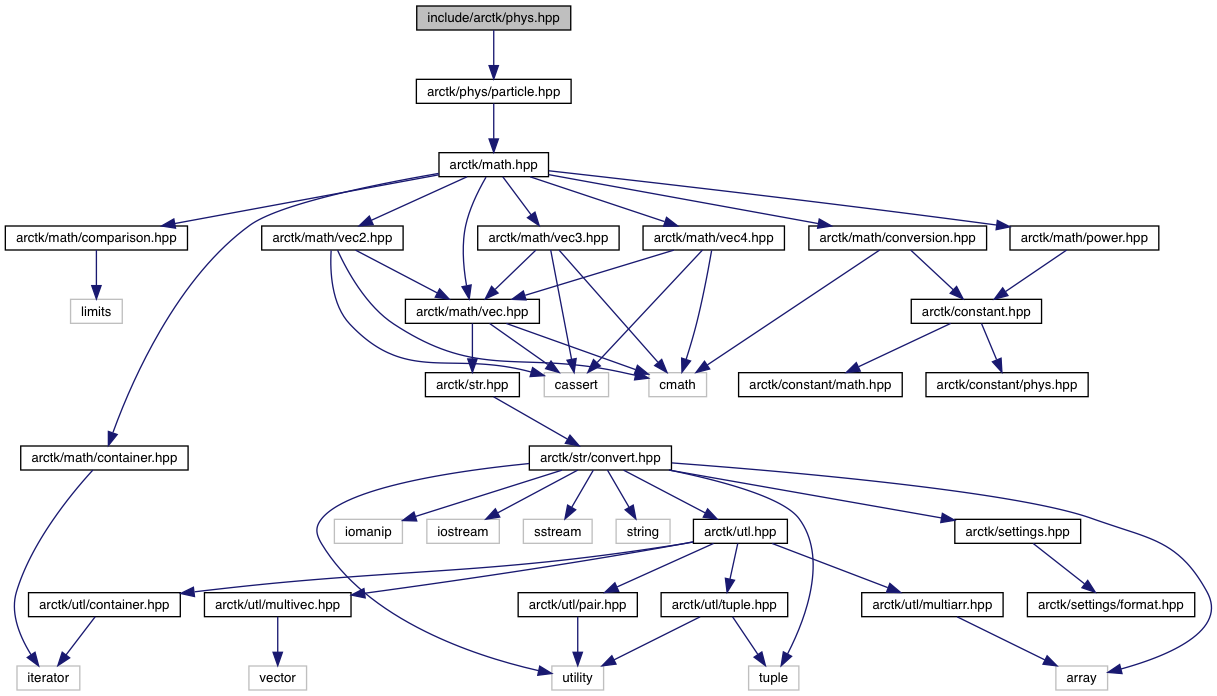 include/arctk/phys.hpp
arctk/phys/particle.hpp
arctk/math.hpp
arctk/math/comparison.hpp
arctk/math/vec2.hpp
arctk/math/vec3.hpp
arctk/math/vec4.hpp
arctk/math/conversion.hpp
arctk/math/power.hpp
limits
arctk/math/vec.hpp
arctk/constant.hpp
arctk/str.hpp
cassert
cmath
arctk/constant/math.hpp
arctk/constant/phys.hpp
arctk/math/container.hpp
arctk/str/convert.hpp
iomanip
iostream
sstream
string
arctk/utl.hpp
arctk/settings.hpp
arctk/utl/container.hpp
arctk/utl/multivec.hpp
arctk/utl/pair.hpp
arctk/utl/tuple.hpp
arctk/utl/multiarr.hpp
arctk/settings/format.hpp
iterator
vector
utility
tuple
array